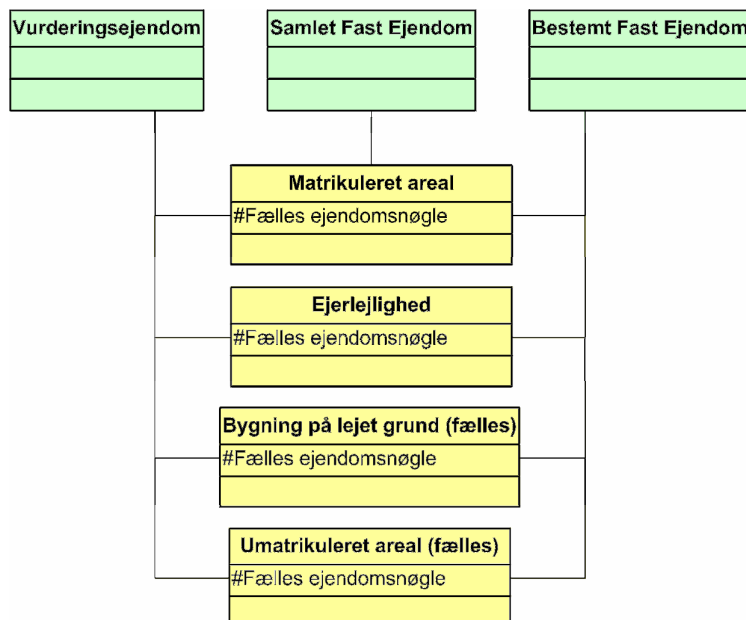 Vurderingsejendom
Samlet Fast Ejendom
Bestemt Fast Ejendom
Matrikuleret areal
#Fælles ejendomsnøgle
Ejerlejlighed
#Fælles ejendomsnøgle
Bygning på lejet grund (fælles)
#Fælles ejendomsnøgle
Umatrikuleret areal (fælles)
#Fælles ejendomsnøgle